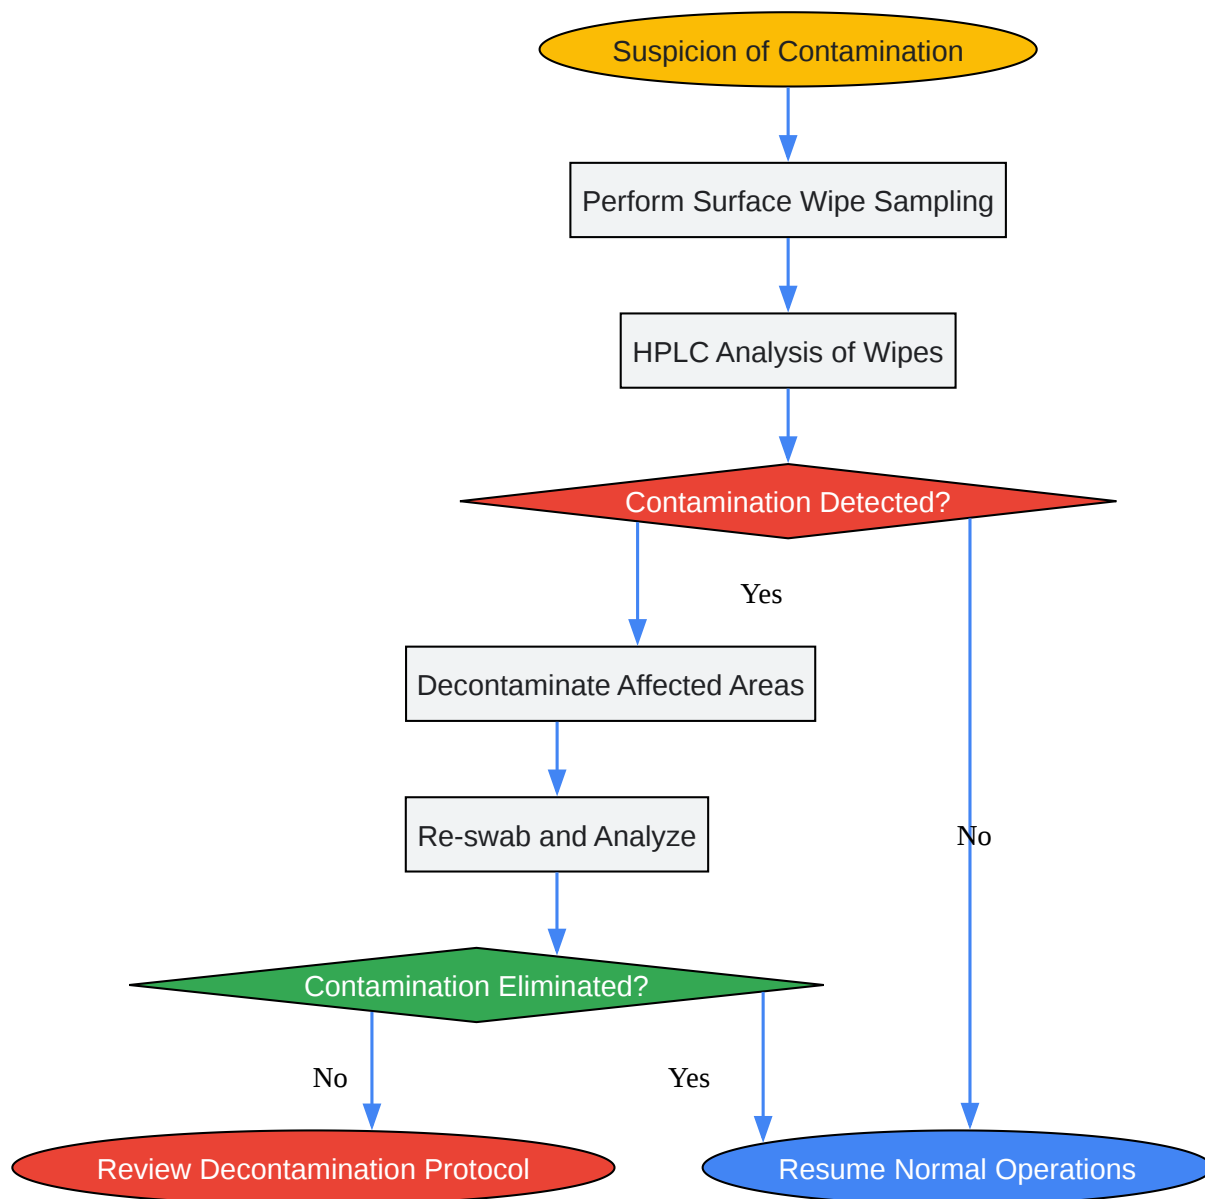 Suspicion of Contamination
Perform Surface Wipe Sampling
HPLC Analysis of Wipes
Contamination Detected?
Yes
Decontaminate Affected Areas
Re-swab and Analyze
No
Contamination Eliminated?
No
Yes
Review Decontamination Protocol
Resume Normal Operations